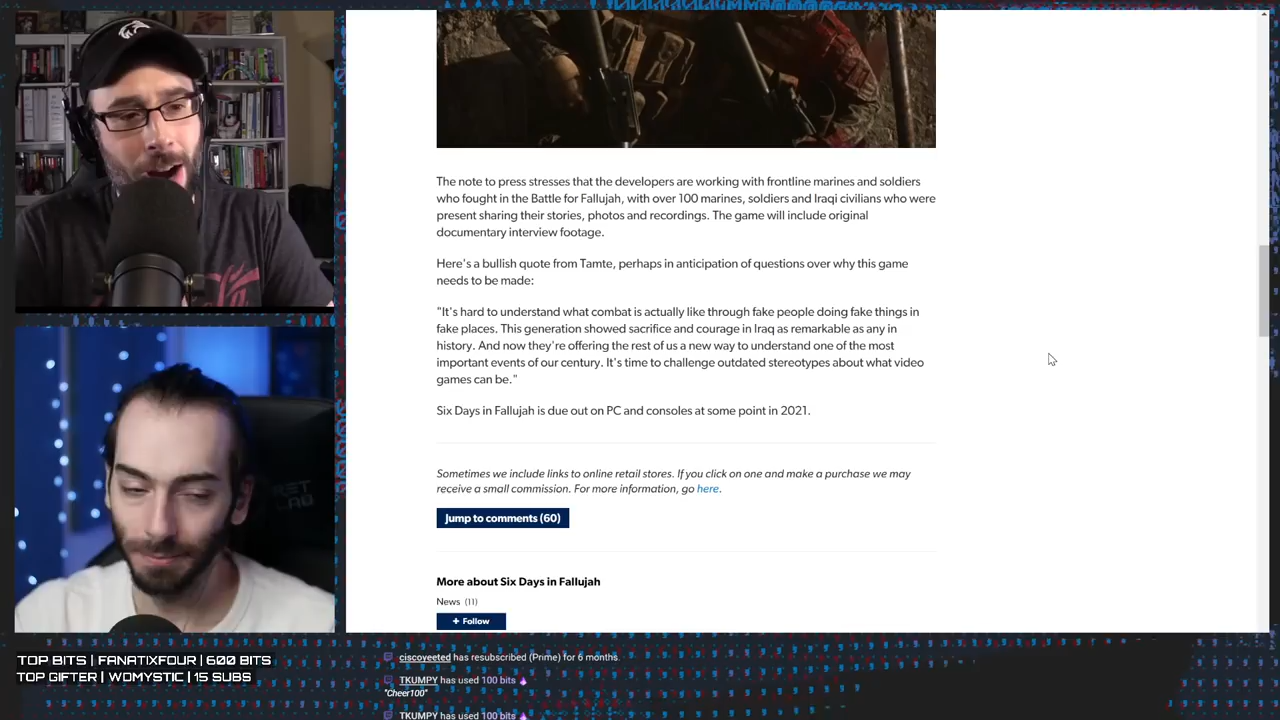 The note to press stresses that the developers are working with frontline marines and soldiers
who fought in the Battle for Fallujah, with over 100 marines, soldiers and Iraqi civilians who were
present sharing their stories, photos and recordings. The game will include original
documentary interview footage.
Here's a bullish quote from Tamte, perhaps in anticipation of questions over why this game
needs to be made:
"It's hard to understand what combat is actually like through fake people doing fake things in
fake places. This generation showed sacrifice and courage in Iraq as remarkable as any in
history. And now they're offering the rest of us a new way to understand one of the most
important events of our century. It's time to challenge outdated stereotypes about what video
games can be."
Six Days in Fallujah is due out on PC and consoles at some point in 2021.
Sometimes we include links to online retail stores. If you click on one and make a purchase we may
receive a small commission. For more information, go here.
Jump to comments (60)
More about Six Days in Fallujah
News (11)
+ Follow
TOP BITS | FANATIXFOUR | 600 BITS
TOP GIFTER | WDMYSTIC | 15 SUBS
ciscoveeted has resubscribed (Prime) for 6 months.
TKUMPY has used 100 bits
"Cheer100"
TKUMPY has used 100 bits